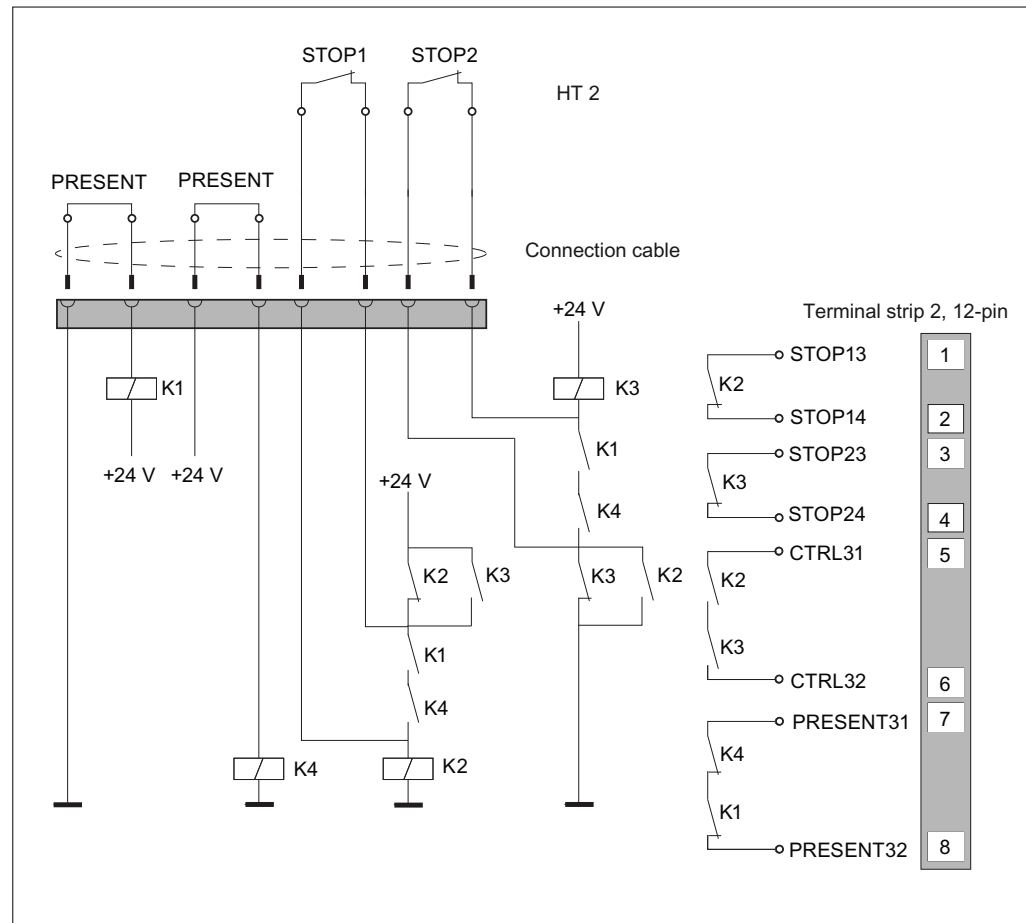 STOP1 STOP2
HT 2
PRESENT PRESENT
Connection cable
+24 V
Terminal strip 2, 12-pin
STOP13 1
K1 K3 K2
STOP14 2
K1
STOP23 3
+24 V +24 V +24 V K3
K4
STOP24 4
CTRL31 5
K2 K3 K3 K2 K2
K1 K3
CTRL32 6
K4
PRESENT31 7
K4
K4 K2
K1
PRESENT32 8